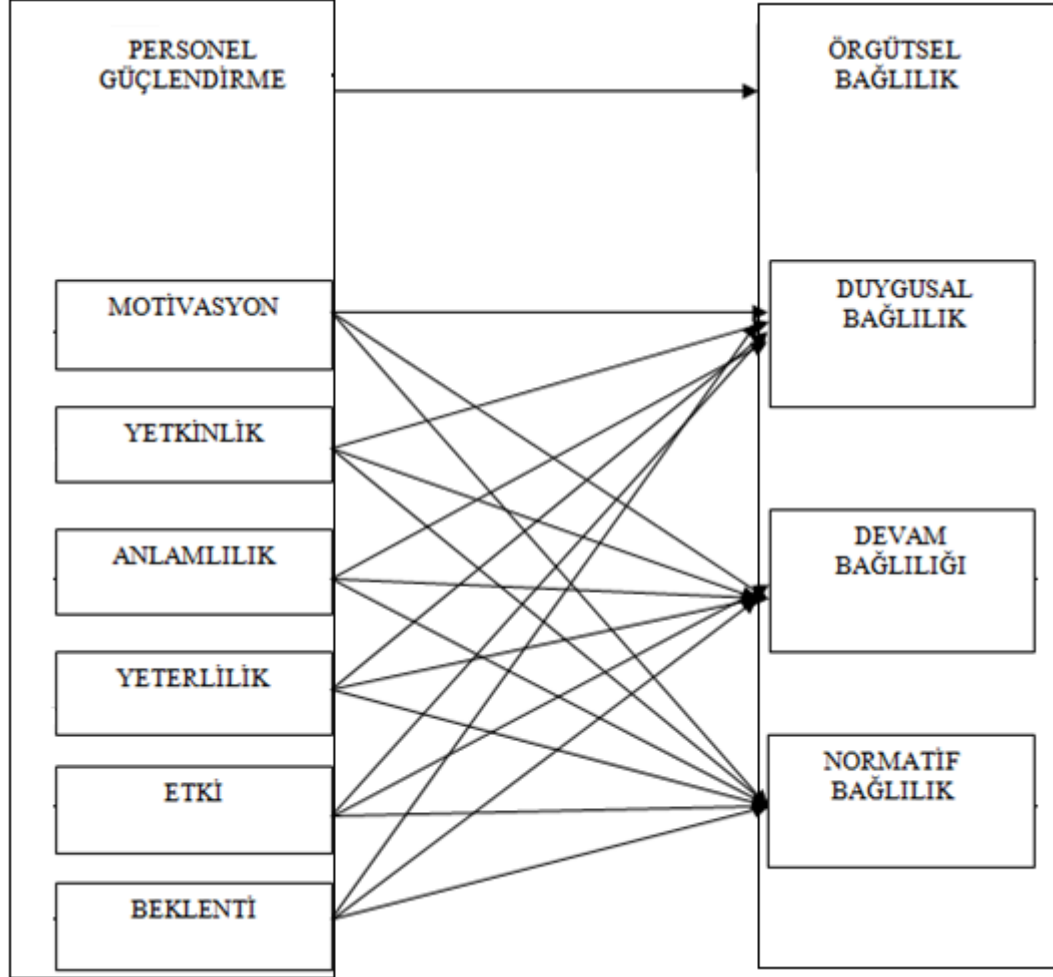 PERSONEL
GÜÇLENDİRME
ÖRGÜTSEL
BAĞLILIK
MOTİVASYON
YETKİNLİK
ANLAMLILIK
YETERLİLİK
ETKİ
BEKLENTİ
DUYGUSAL
BAĞLILIK
DEVAM
BAĞLILIĞI
NORMATİF
BAĞLILIK